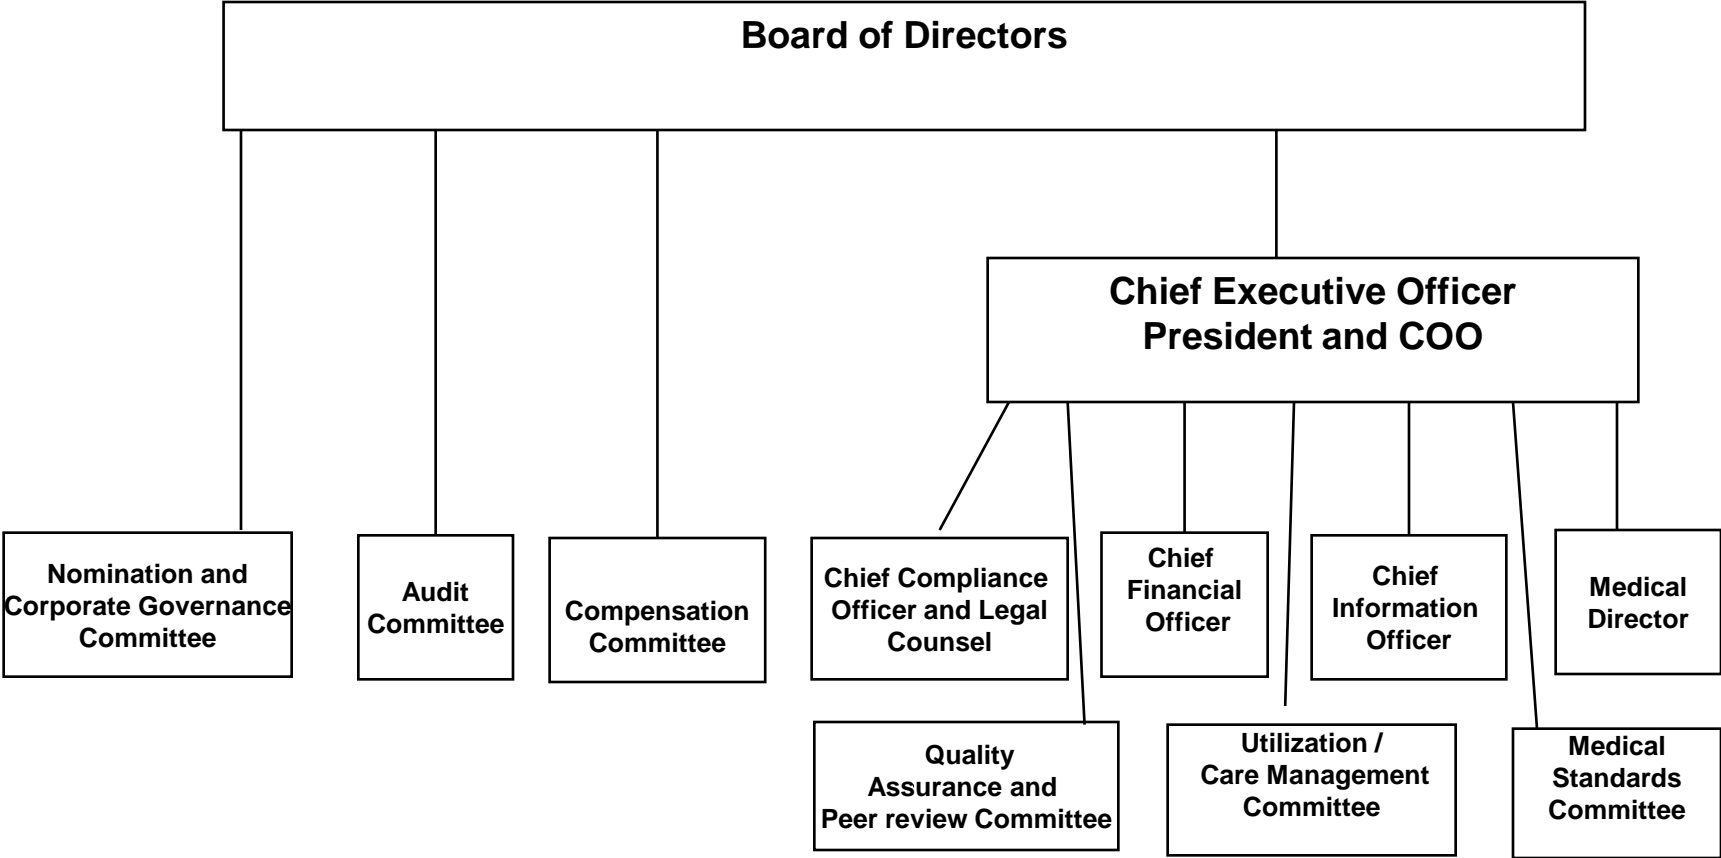 Board of Directors
Chief Executive Officer
President and COO
Nomination and
Corporate Governance
Committee
Audit
Committee
Compensation
Committee
Chief Compliance
Officer and Legal
Counsel
Chief
Financial
Officer
Chief
Information
Officer
Medical
Director
Quality
Assurance and
Peer review Committee
Utilization /
Care Management
Committee
Medical
Standards
Committee